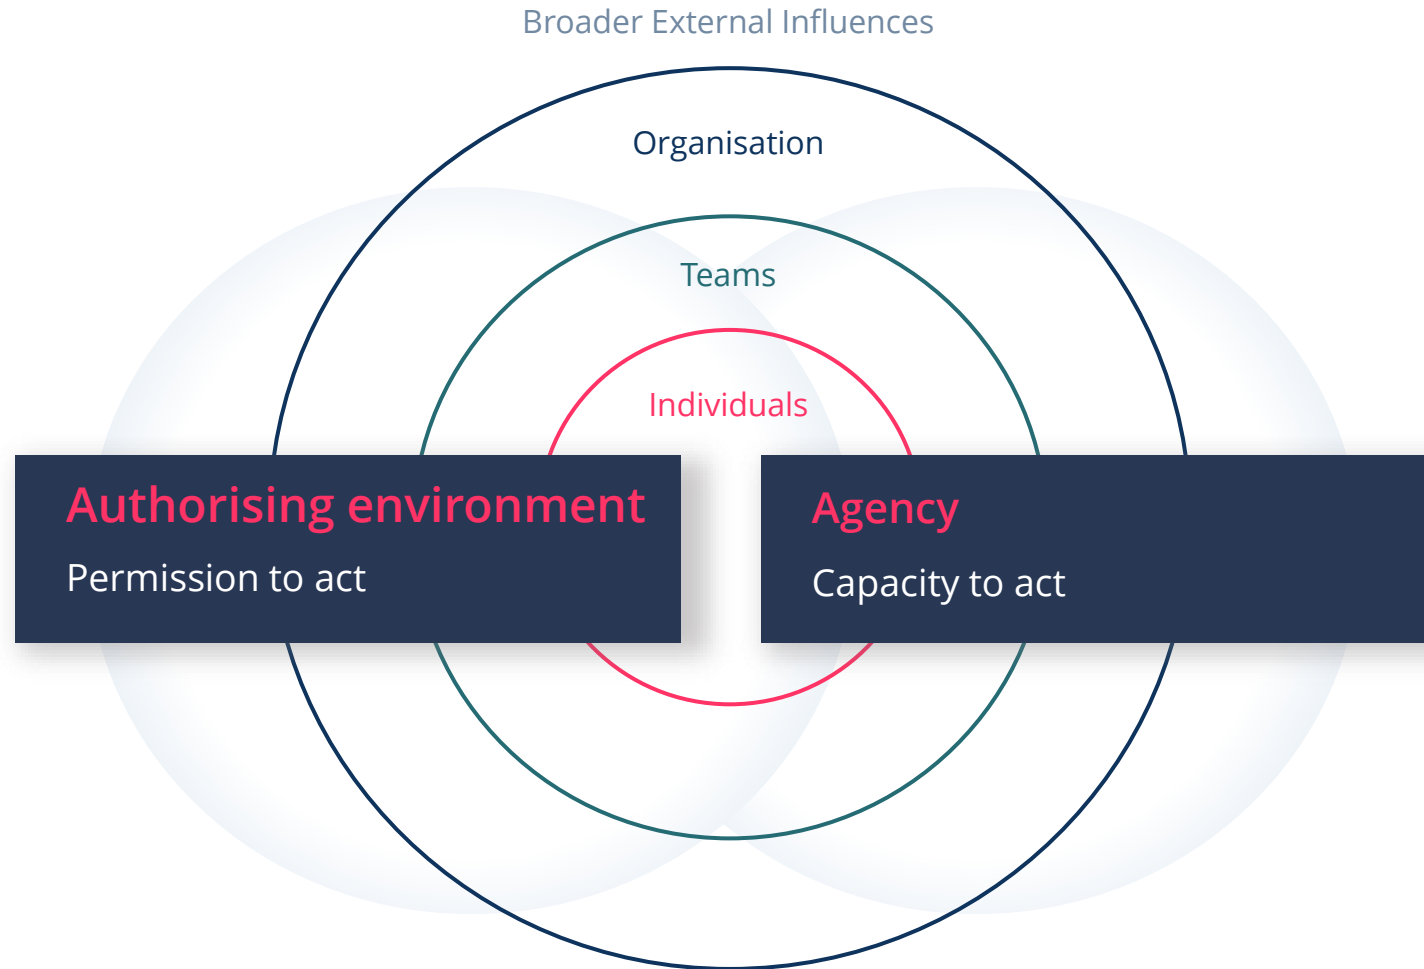 Broader External Influences
Organisation
Teams
Individuals
Authorising environment
Permission to act
Agency
Capacity to act